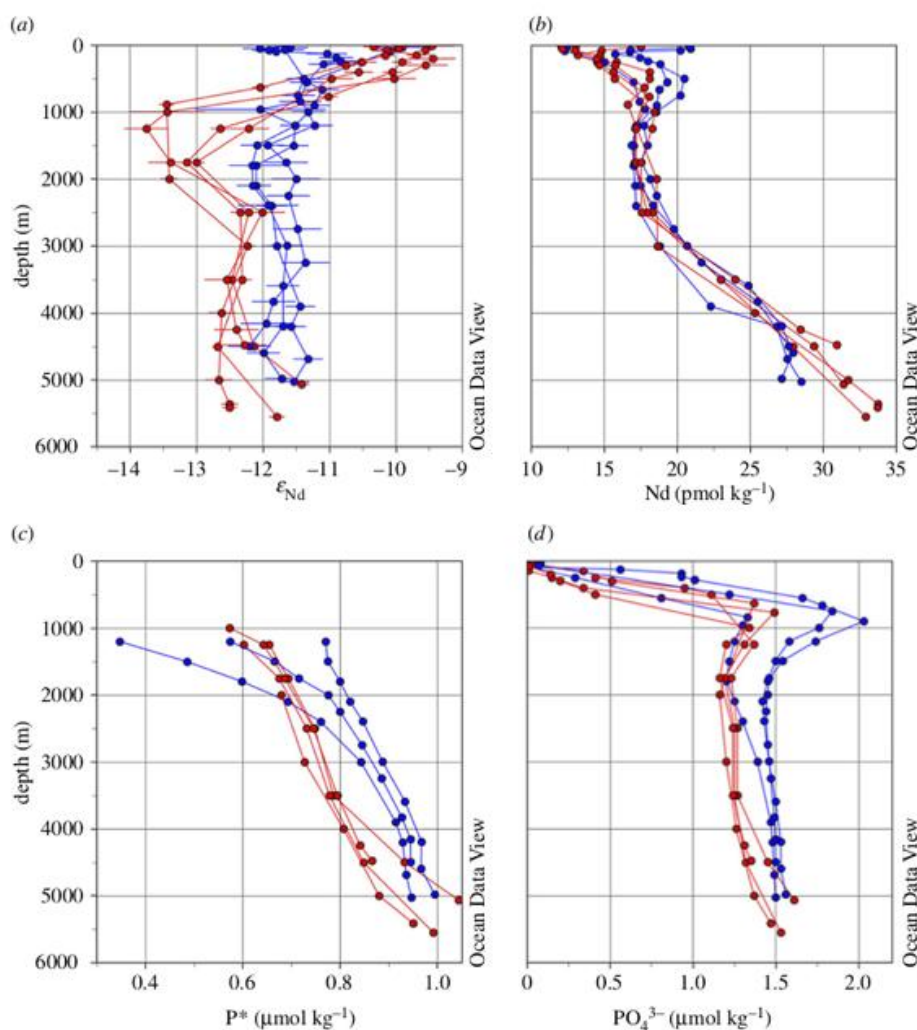 (a)
(b)
0
1000
2000
3000
4000
5000
6000
depth (m)
−14 −13 −12 −11 −10 −9
εNd
Ocean Data View
10 15 20 25 30 35
Nd (pmol kg⁻¹)
Ocean Data View
(c)
(d)
0
1000
2000
3000
4000
5000
6000
depth (m)
0.4 0.6 0.8 1.0
P* (μmol kg⁻¹)
Ocean Data View
0 0.5 1.0 1.5 2.0
PO₄³⁻ (μmol kg⁻¹)
Ocean Data View